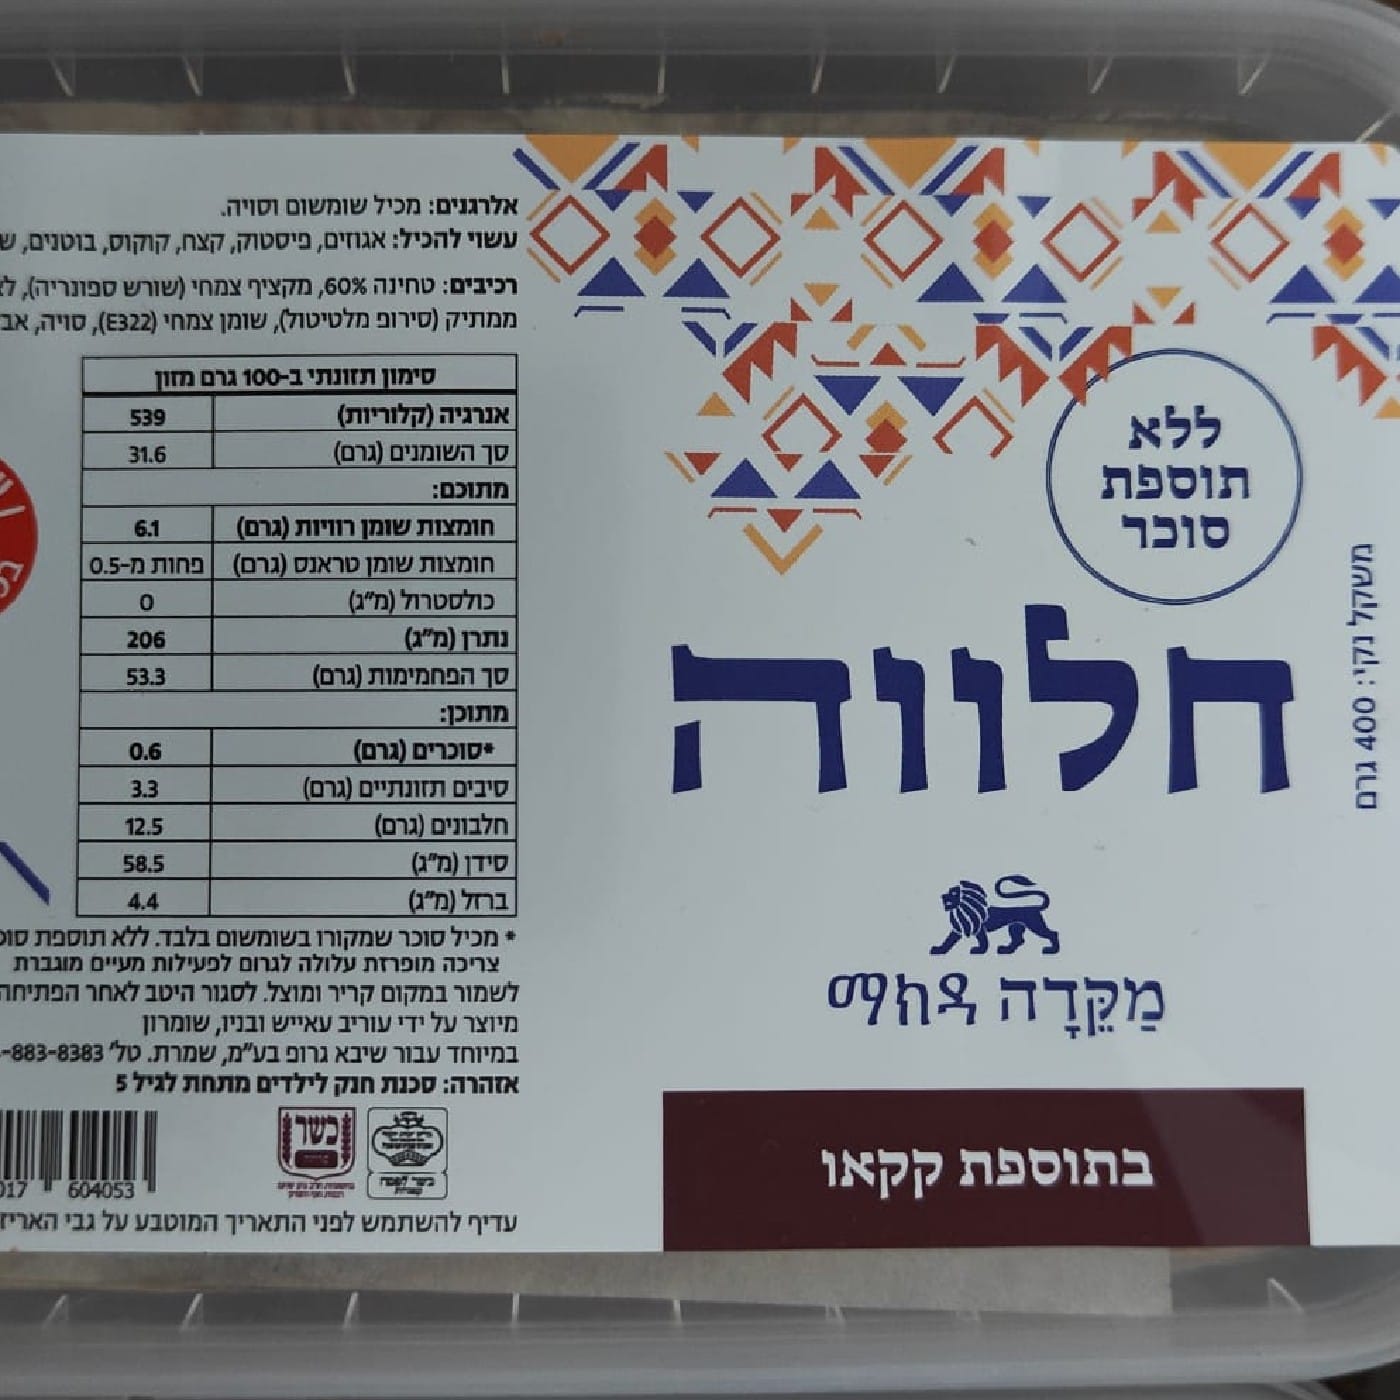 ללא
תוספת
סוכר
חלווה
משקל נקי: 400 גרם
מַקֵדָה ማክዳ
בתוספת קקאו
אלרגנים: מכיל שומשום וסויה.
עשוי להכיל: אגוזים, פיסטוק, קצח, קוקוס, בוטנים,
רכיבים: טחינה 60%, מקציף צמחי (שורש ספונריה),
ממתיק (סירופ מלטיטול), שומן צמחי (E322), סויה,
סימון תזונתי ב-100 גרם מזון
אנרגיה (קלוריות) 539
סך השומנים (גרם) 31.6
מתוכם:
חומצות שומן רוויות (גרם) 6.1
חומצות שומן טראנס (גרם) פחות מ-0.5
כולסטרול (מ"ג) 0
נתרן (מ"ג) 206
סך הפחמימות (גרם) 53.3
מתוכן:
*סוכרים (גרם) 0.6
סיבים תזונתיים (גרם) 3.3
חלבונים (גרם) 12.5
סידן (מ"ג) 58.5
ברזל (מ"ג) 4.4
* מכיל סוכר שמקורו בשומשום בלבד. ללא תוספת
צריכה מופרזת עלולה לגרום לפעילות מעיים מוגברת
לשמור במקום קריר ומוצל. לסגור היטב לאחר הפתיחה
מיוצר על ידי עוריב עאייש ובניו, שומרון
במיוחד עבור שיבא גרופ בע"מ, שמרת. טל' 883-8383-
אזהרה: סכנת חנק לילדים מתחת לגיל 5
כשר
017 604053
עדיף להשתמש לפני התאריך המוטבע על גבי